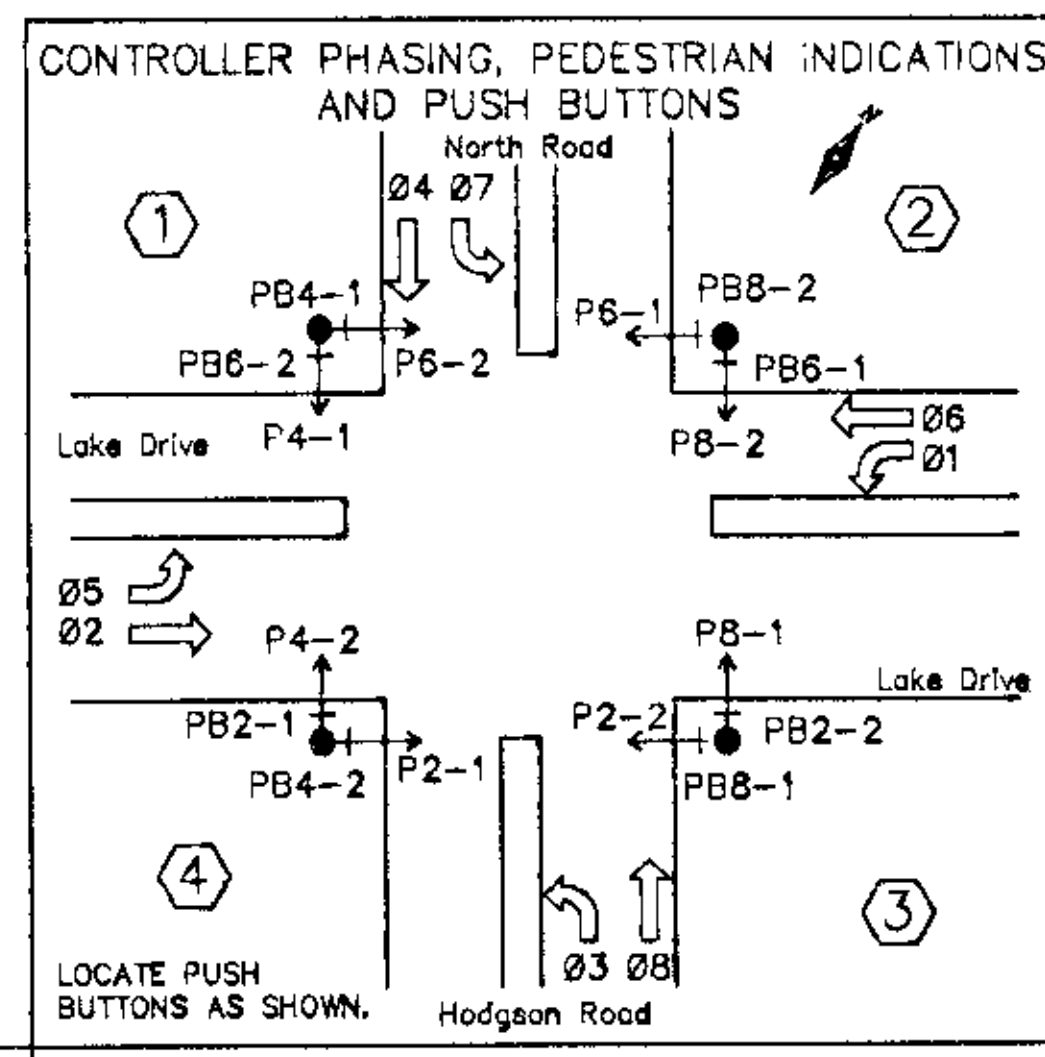 CONTROLLER PHASING, PEDESTRIAN INDICATIONS
AND PUSH BUTTONS
North Road
N
Ø4 Ø7
1
2
PB4-1
P6-1
PB8-2
PB6-2
P6-2
PB6-1
P4-1
P8-2
Ø6
Ø1
Lake Drive
Ø5
Ø2
P4-2
P8-1
Lake Drive
PB2-1
P2-1
P2-2
PB2-2
PB4-2
PB8-1
4
3
Ø3 Ø8
LOCATE PUSH
BUTTONS AS SHOWN.
Hodgson Road